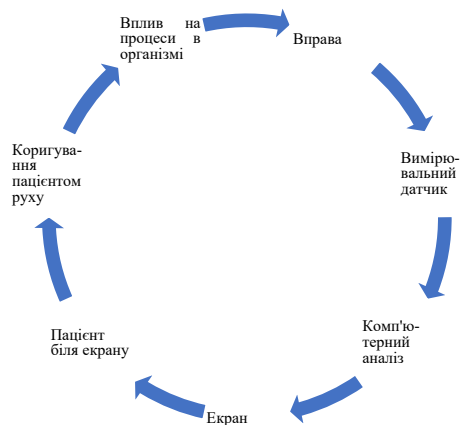 Вплив на
процеси в
організмі
Вправа
Вимірю-
вальний
датчик
Комп'ю-
терний
аналіз
Екран
Пацієнт
біля екрану
Коригува-
ння
пацієнтом
руху